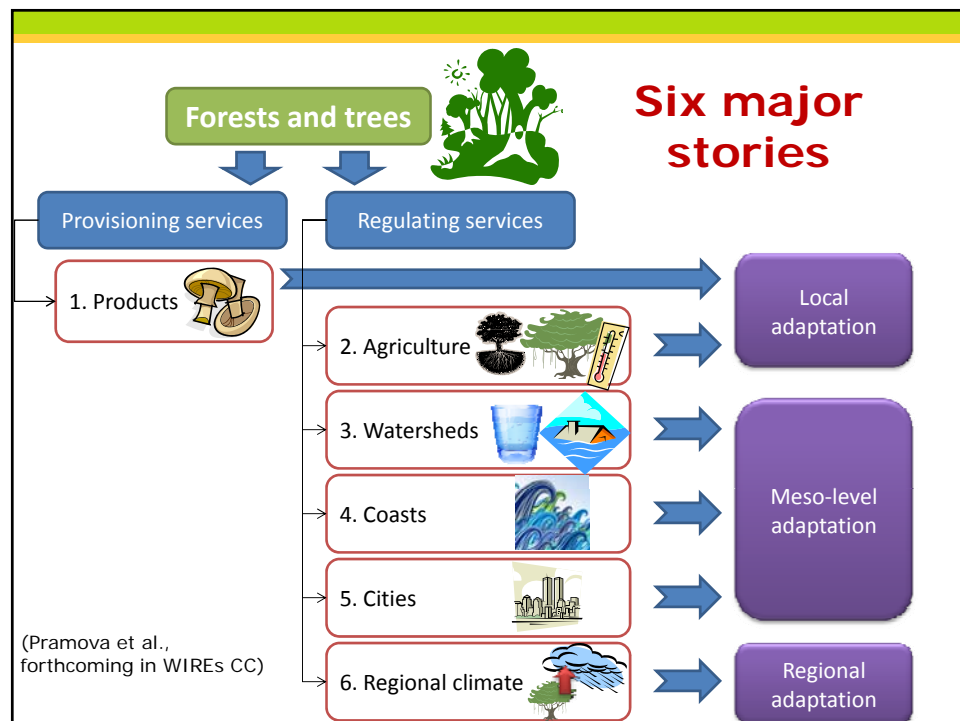 Six major
stories
Forests and trees
Provisioning services
Regulating services
1. Products
2. Agriculture
3. Watersheds
4. Coasts
5. Cities
6. Regional climate
Local
adaptation
Meso-level
adaptation
Regional
adaptation
(Pramova et al.,
forthcoming in WIREs CC)